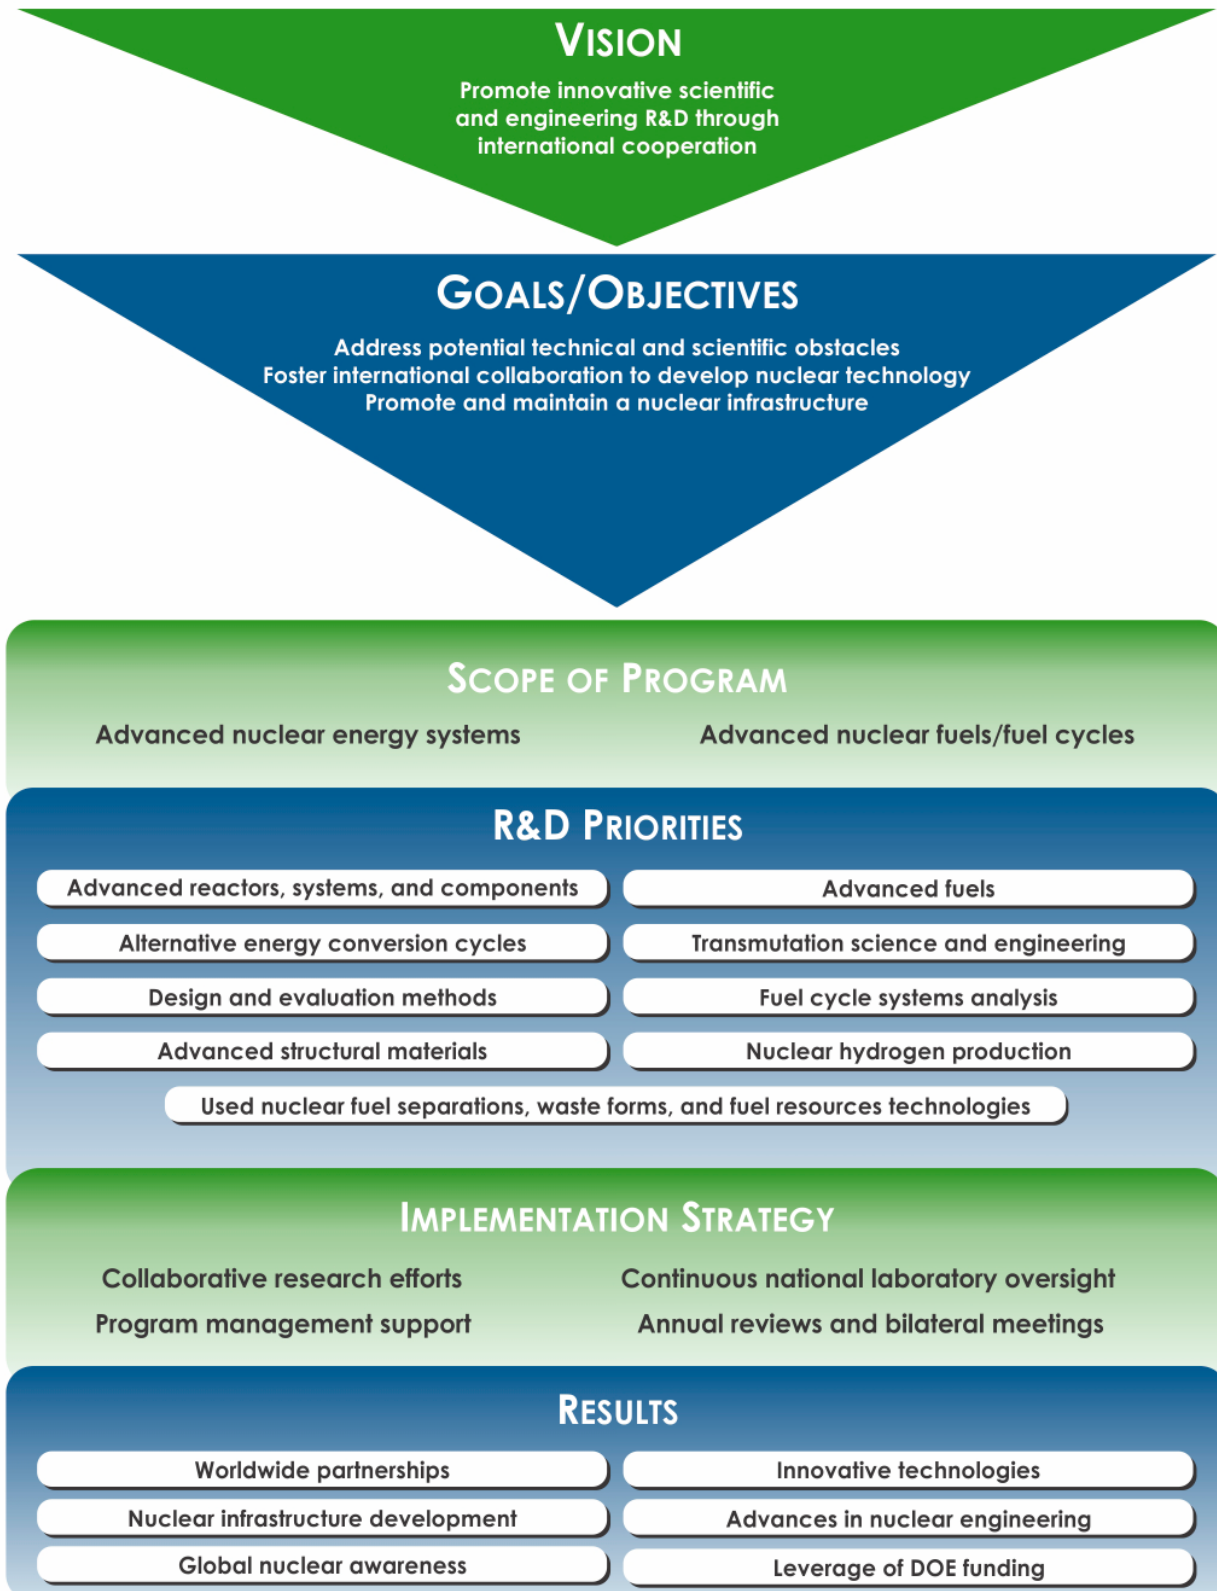 VISION
Promote innovative scientific
and engineering R&D through
international cooperation
GOALS/OBJECTIVES
Address potential technical and scientific obstacles
Foster international collaboration to develop nuclear technology
Promote and maintain a nuclear infrastructure
SCOPE OF PROGRAM
Advanced nuclear energy systems
Advanced nuclear fuels/fuel cycles
R&D PRIORITIES
Advanced reactors, systems, and components
Advanced fuels
Alternative energy conversion cycles
Transmutation science and engineering
Design and evaluation methods
Fuel cycle systems analysis
Advanced structural materials
Nuclear hydrogen production
Used nuclear fuel separations, waste forms, and fuel resources technologies
IMPLEMENTATION STRATEGY
Collaborative research efforts
Continuous national laboratory oversight
Program management support
Annual reviews and bilateral meetings
RESULTS
Worldwide partnerships
Innovative technologies
Nuclear infrastructure development
Advances in nuclear engineering
Global nuclear awareness
Leverage of DOE funding